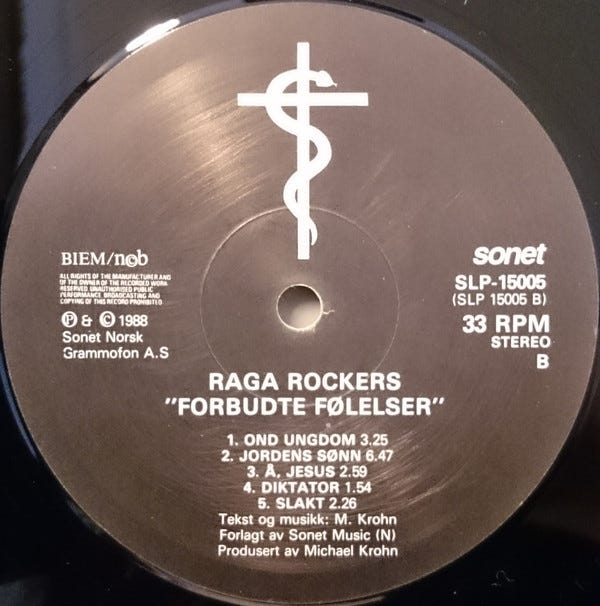 BIEM/n©b
ALL RIGHTS OF THE MANUFACTURER AND
OF THE OWNER OF THE RECORDED WORK
RESERVED. UNAUTHORISED PUBLIC
PERFORMANCE, BROADCASTING AND
COPYING OF THIS RECORD PROHIBITED
℗ & © 1988
Sonet Norsk
Grammofon A.S
sonet
SLP-15005
(SLP 15005 B)
33 RPM
STEREO
B
RAGA ROCKERS
"FORBUDTE FØLELSER"
1. OND UNGDOM 3.25
2. JORDENS SØNN 6.47
3. Å, JESUS 2.59
4. DIKTATOR 1.54
5. SLAKT 2.26
Tekst og musikk: M. Krohn
Forlagt av Sonet Music (N)
Produsert av Michael Krohn